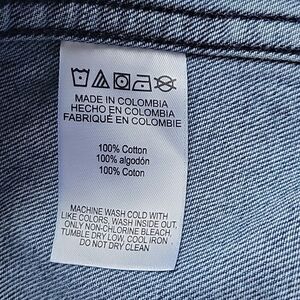 MADE IN COLOMBIA
HECHO EN COLOMBIA
FABRIQUÉ EN COLOMBIE
100% Cotton
100% algodón
100% Coton
MACHINE WASH COLD WITH
LIKE COLORS, WASH INSIDE OUT,
ONLY NON-CHLORINE BLEACH,
TUMBLE DRY LOW, COOL IRON
DO NOT DRY CLEAN